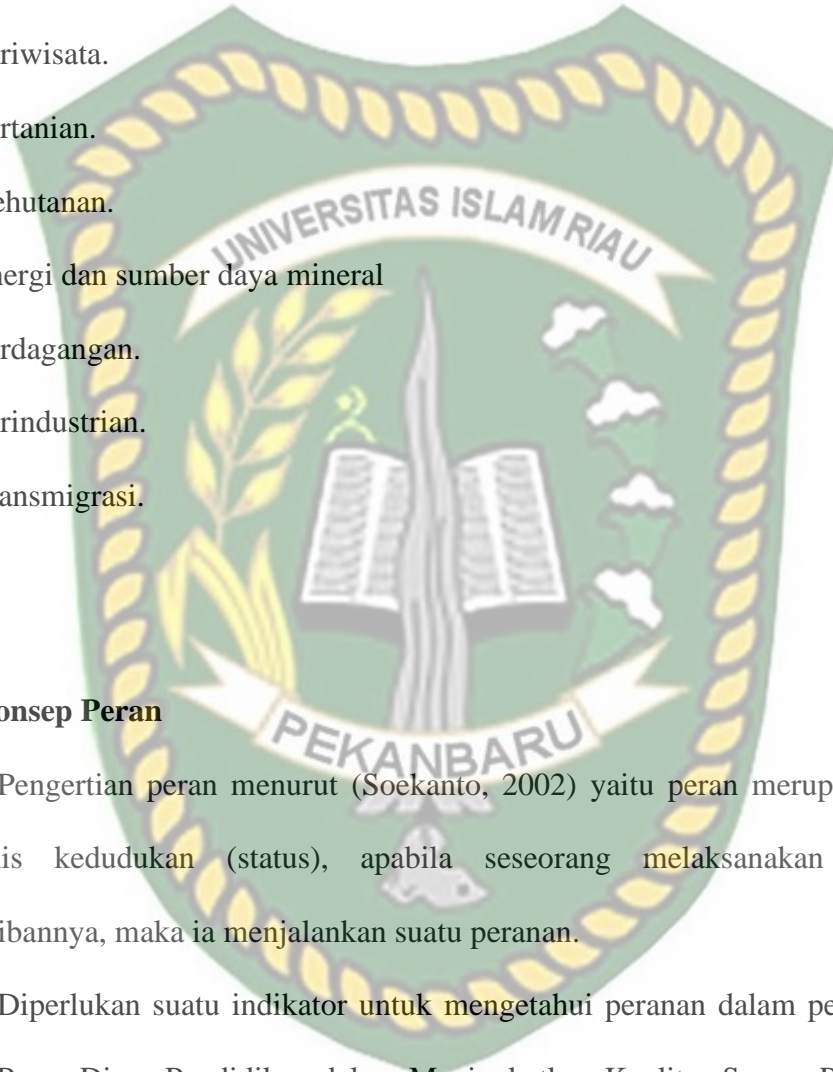 riwisata.
rtanian.
ehutanan.
UNIVERSITAS ISLAM RIAU
nergi dan sumber daya mineral
rdagangan.
rindustrian.
ansmigrasi.
onsep Peran
PEKANBARU
Pengertian peran menurut (Soekanto, 2002) yaitu peran merup
is kedudukan (status), apabila seseorang melaksanakan
ibannya, maka ia menjalankan suatu peranan.
Diperlukan suatu indikator untuk mengetahui peranan dalam pe